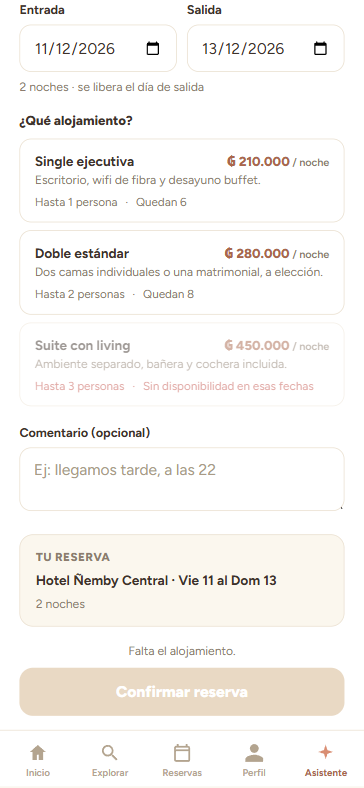 Entrada Salida
11/12/2026 13/12/2026
2 noches · se libera el día de salida
¿Qué alojamiento?
Single ejecutiva ₲ 210.000 / noche
Escritorio, wifi de fibra y desayuno buffet.
Hasta 1 persona · Quedan 6
Doble estándar ₲ 280.000 / noche
Dos camas individuales o una matrimonial, a elección.
Hasta 2 personas · Quedan 8
Suite con living ₲ 450.000 / noche
Ambiente separado, bañera y cochera incluida.
Hasta 3 personas · Sin disponibilidad en esas fechas
Comentario (opcional)
Ej: llegamos tarde, a las 22
TU RESERVA
Hotel Ñemby Central · Vie 11 al Dom 13
2 noches
Falta el alojamiento.
Confirmar reserva
Inicio Explorar Reservas Perfil Asistente